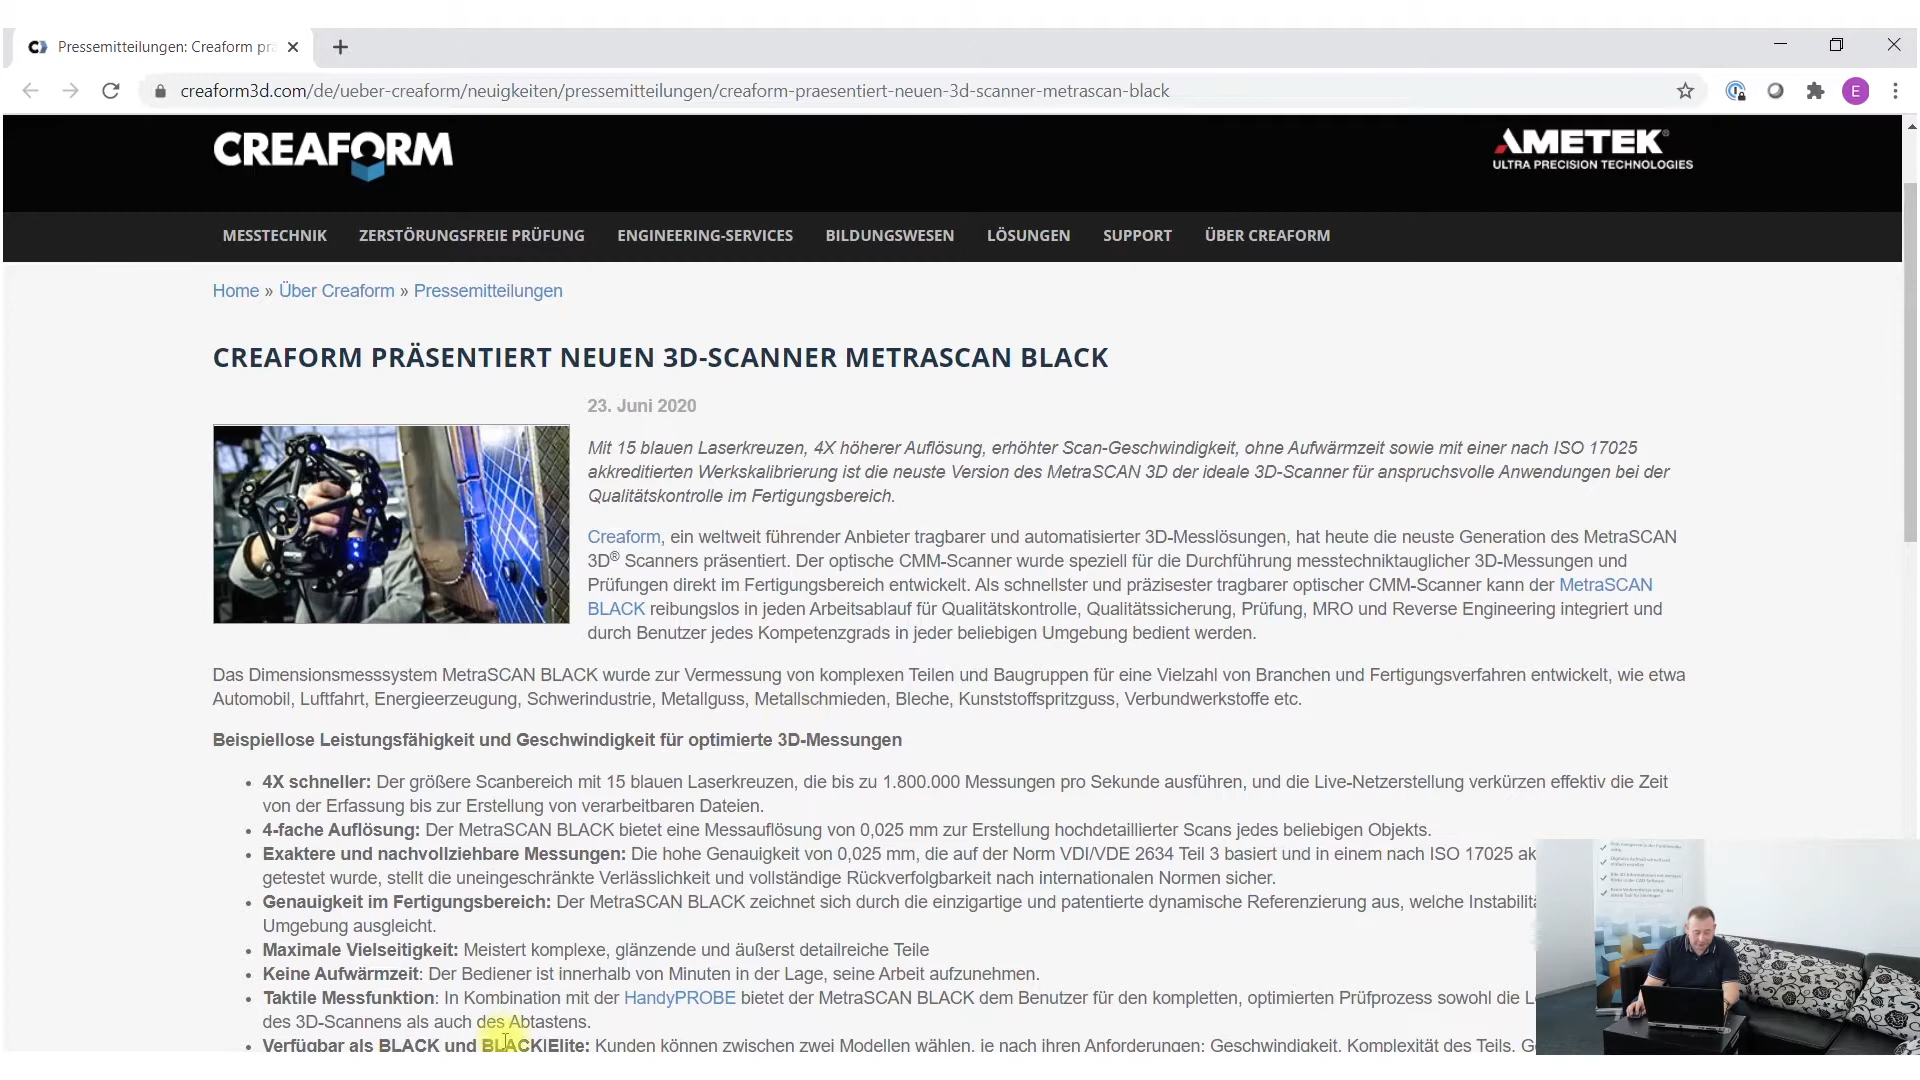 Pressemitteilungen: Creaform prä
creaform3d.com/de/ueber-creaform/neuigkeiten/pressemitteilungen/creaform-praesentiert-neuen-3d-scanner-metrascan-black
E
CREAFORM
AMETEK®
ULTRA PRECISION TECHNOLOGIES
MESSTECHNIK ZERSTÖRUNGSFREIE PRÜFUNG ENGINEERING-SERVICES BILDUNGSWESEN LÖSUNGEN SUPPORT ÜBER CREAFORM
Home » Über Creaform » Pressemitteilungen
CREAFORM PRÄSENTIERT NEUEN 3D-SCANNER METRASCAN BLACK
23. Juni 2020
Mit 15 blauen Laserkreuzen, 4X höherer Auflösung, erhöhter Scan-Geschwindigkeit, ohne Aufwärmzeit sowie mit einer nach ISO 17025
akkreditierten Werkskalibrierung ist die neuste Version des MetraSCAN 3D der ideale 3D-Scanner für anspruchsvolle Anwendungen bei der
Qualitätskontrolle im Fertigungsbereich.
Creaform, ein weltweit führender Anbieter tragbarer und automatisierter 3D-Messlösungen, hat heute die neuste Generation des MetraSCAN
3D® Scanners präsentiert. Der optische CMM-Scanner wurde speziell für die Durchführung messtechniktauglicher 3D-Messungen und
Prüfungen direkt im Fertigungsbereich entwickelt. Als schnellster und präzisester tragbarer optischer CMM-Scanner kann der MetraSCAN
BLACK reibungslos in jeden Arbeitsablauf für Qualitätskontrolle, Qualitätssicherung, Prüfung, MRO und Reverse Engineering integriert und
durch Benutzer jedes Kompetenzgrads in jeder beliebigen Umgebung bedient werden.
Das Dimensionsmesssystem MetraSCAN BLACK wurde zur Vermessung von komplexen Teilen und Baugruppen für eine Vielzahl von Branchen und Fertigungsverfahren entwickelt, wie etwa
Automobil, Luftfahrt, Energieerzeugung, Schwerindustrie, Metallguss, Metallschmieden, Bleche, Kunststoffspritzguss, Verbundwerkstoffe etc.
Beispiellose Leistungsfähigkeit und Geschwindigkeit für optimierte 3D-Messungen
• 4X schneller: Der größere Scanbereich mit 15 blauen Laserkreuzen, die bis zu 1.800.000 Messungen pro Sekunde ausführen, und die Live-Netzerstellung verkürzen effektiv die Zeit
von der Erfassung bis zur Erstellung von verarbeitbaren Dateien.
• 4-fache Auflösung: Der MetraSCAN BLACK bietet eine Messauflösung von 0,025 mm zur Erstellung hochdetaillierter Scans jedes beliebigen Objekts.
• Exaktere und nachvollziehbare Messungen: Die hohe Genauigkeit von 0,025 mm, die auf der Norm VDI/VDE 2634 Teil 3 basiert und in einem nach ISO 17025 ak
getestet wurde, stellt die uneingeschränkte Verlässlichkeit und vollständige Rückverfolgbarkeit nach internationalen Normen sicher.
• Genauigkeit im Fertigungsbereich: Der MetraSCAN BLACK zeichnet sich durch die einzigartige und patentierte dynamische Referenzierung aus, welche Instabilitä
Umgebung ausgleicht.
• Maximale Vielseitigkeit: Meistert komplexe, glänzende und äußerst detailreiche Teile
• Keine Aufwärmzeit: Der Bediener ist innerhalb von Minuten in der Lage, seine Arbeit aufzunehmen.
• Taktile Messfunktion: In Kombination mit der HandyPROBE bietet der MetraSCAN BLACK dem Benutzer für den kompletten, optimierten Prüfprozess sowohl die L
des 3D-Scannens als auch des Abtastens.
• Verfügbar als BLACK und BLACK|Elite: Kunden können zwischen zwei Modellen wählen, je nach ihren Anforderungen: Geschwindigkeit, Komplexität des Teils, G